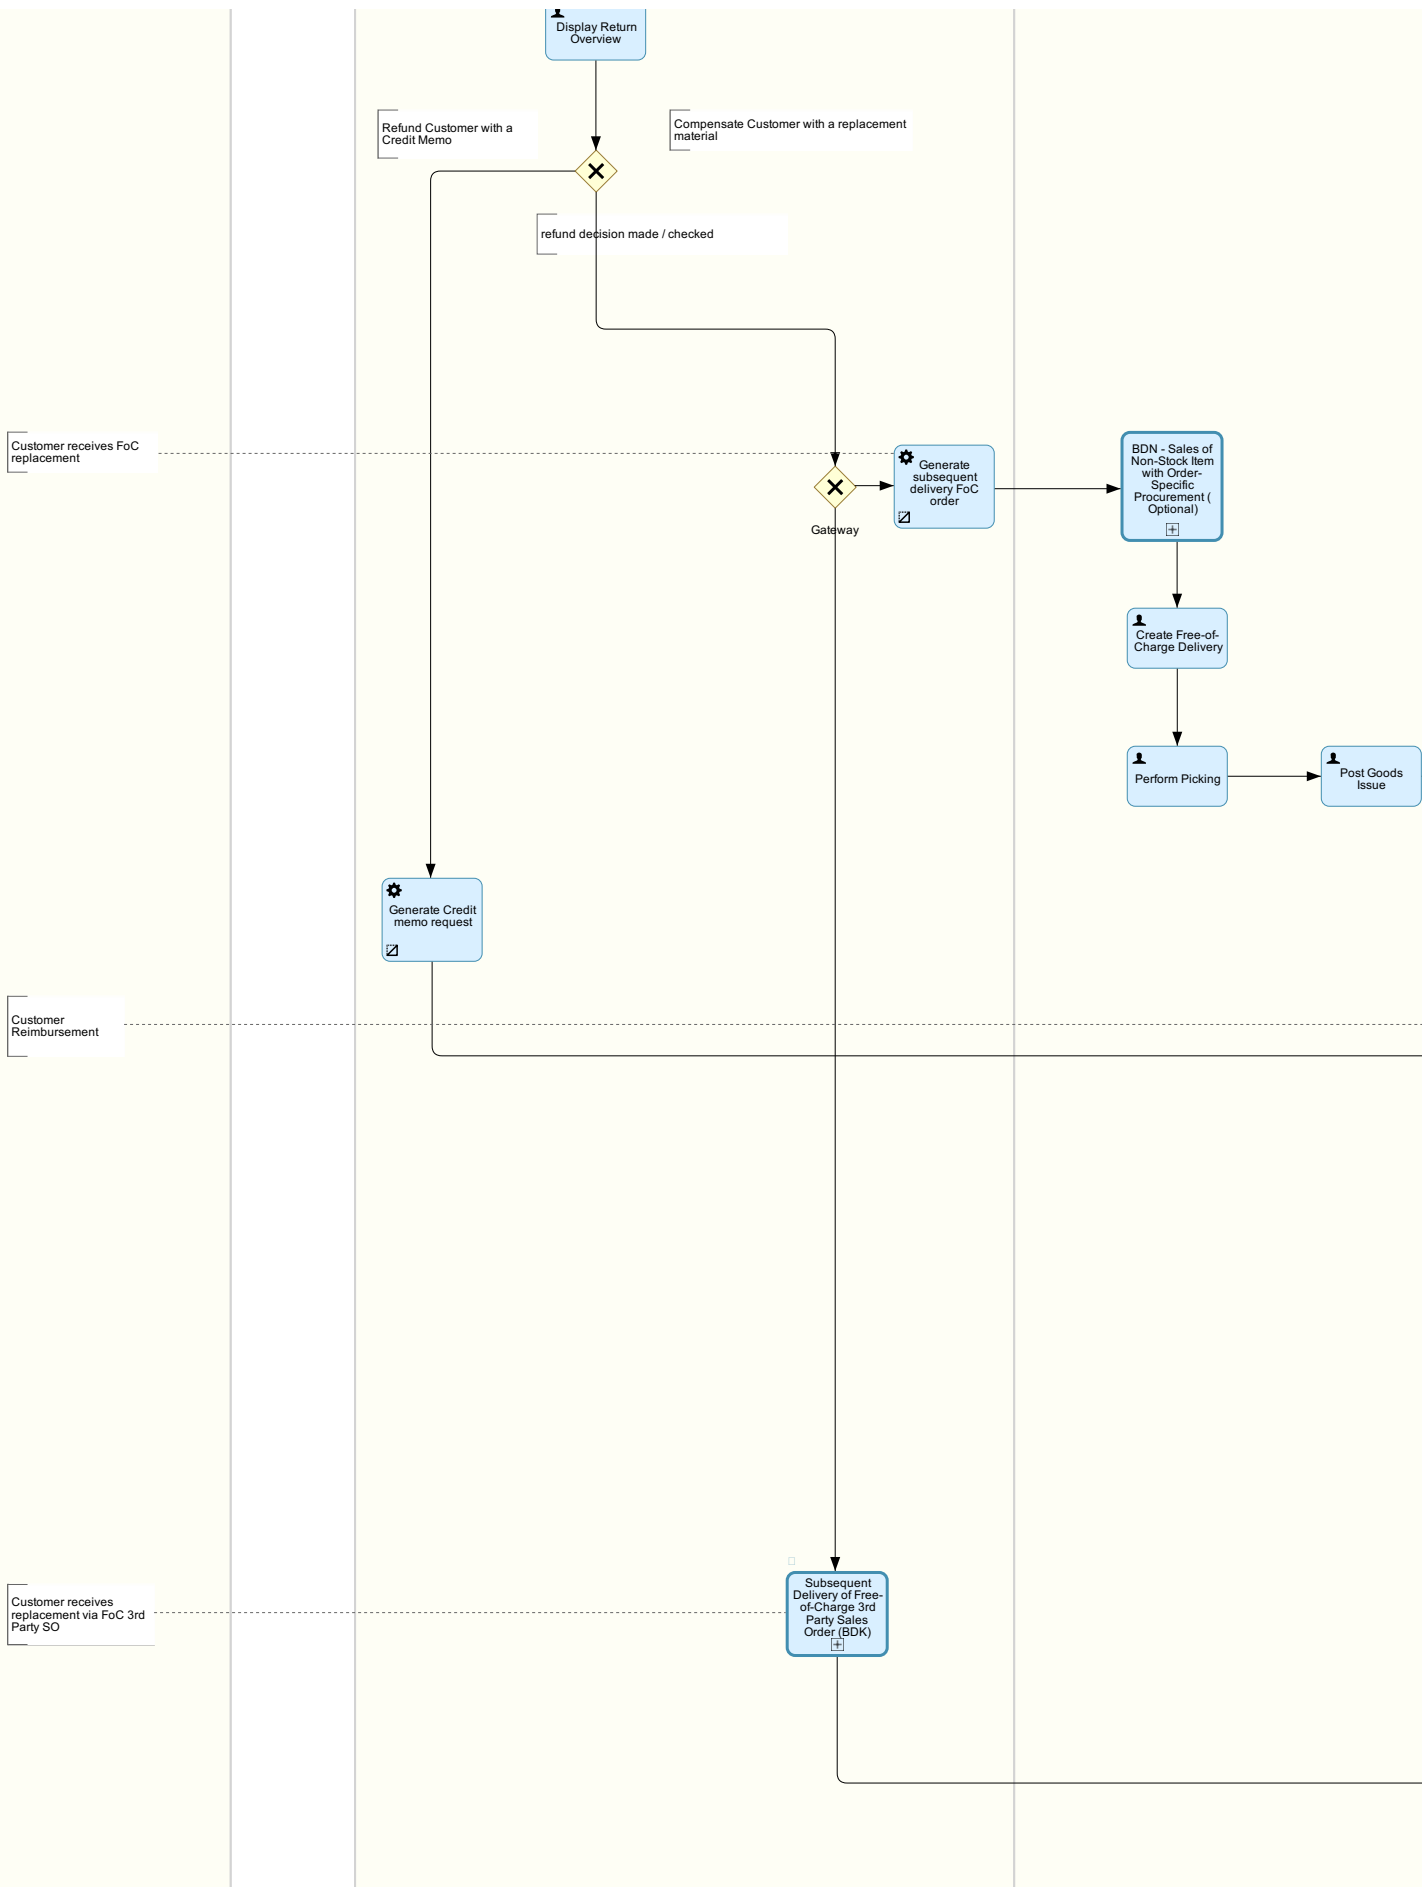 Display Return
Overview
Refund Customer with a
Credit Memo
Compensate Customer with a replacement
material
refund decision made / checked
Customer receives FoC
replacement
Generate
subsequent
delivery FoC
order
Gateway
BDN - Sales of
Non-Stock Item
with Order-
Specific
Procurement (
Optional)
Create Free-of-
Charge Delivery
Perform Picking
Post Goods
Issue
Generate Credit
memo request
Customer
Reimbursement
Customer receives
replacement via FoC 3rd
Party SO
Subsequent
Delivery of Free-
of-Charge 3rd
Party Sales
Order (BDK)